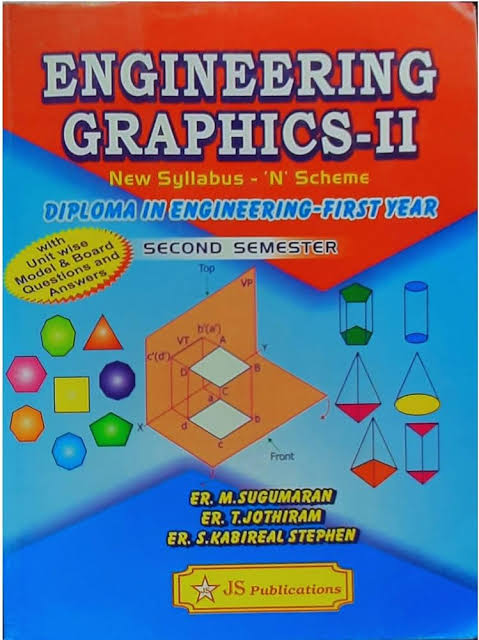 ENGINEERING
GRAPHICS-II
New Syllabus - 'N' Scheme
DIPLOMA IN ENGINEERING-FIRST YEAR
with
Unit wise
Model & Board
Questions and
Answers
SECOND SEMESTER
Top
VP
b'(a')
VT
A
Y
c'(d')
D
B
C
a
X
d
b
c
Front
ER. M.SUGUMARAN
ER. T.JOTHIRAM
ER. S.KABIREAL STEPHEN
JS
JS Publications